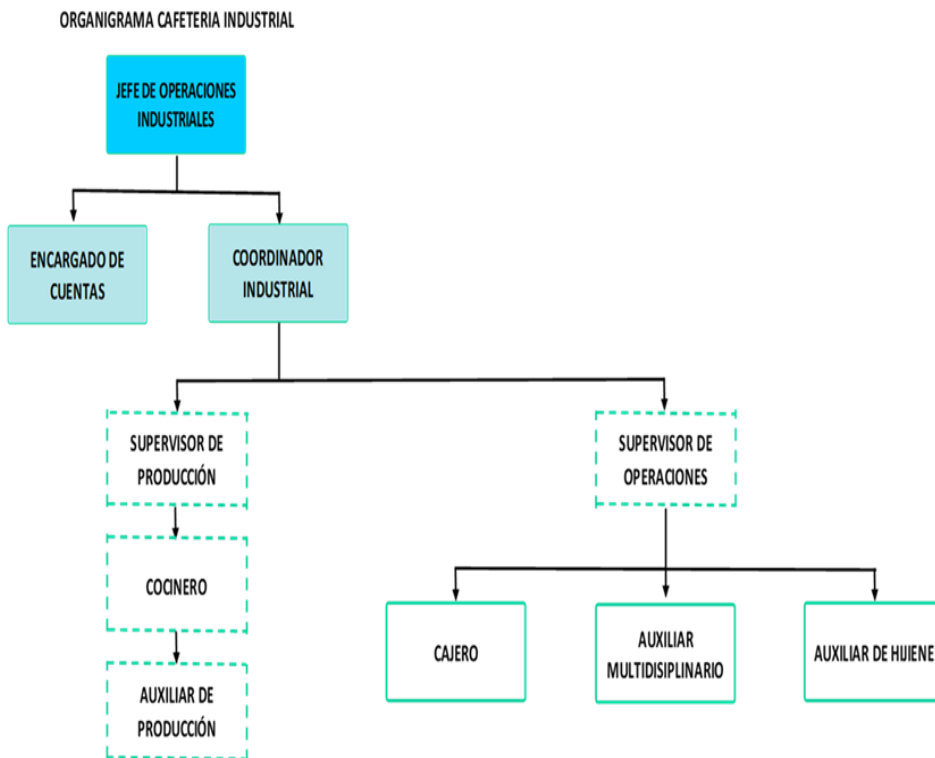 ORGANIGRAMA CAFETERIA INDUSTRIAL
JEFE DE OPERACIONES
INDUSTRIALES
ENCARGADO DE
CUENTAS
COORDINADOR
INDUSTRIAL
SUPERVISOR DE
PRODUCCIÓN
SUPERVISOR DE
OPERACIONES
COCINERO
CAJERO
AUXILIAR
MULTIDISIPLINARIO
AUXILIAR DE HIJIENE
AUXILIAR DE
PRODUCCIÓN